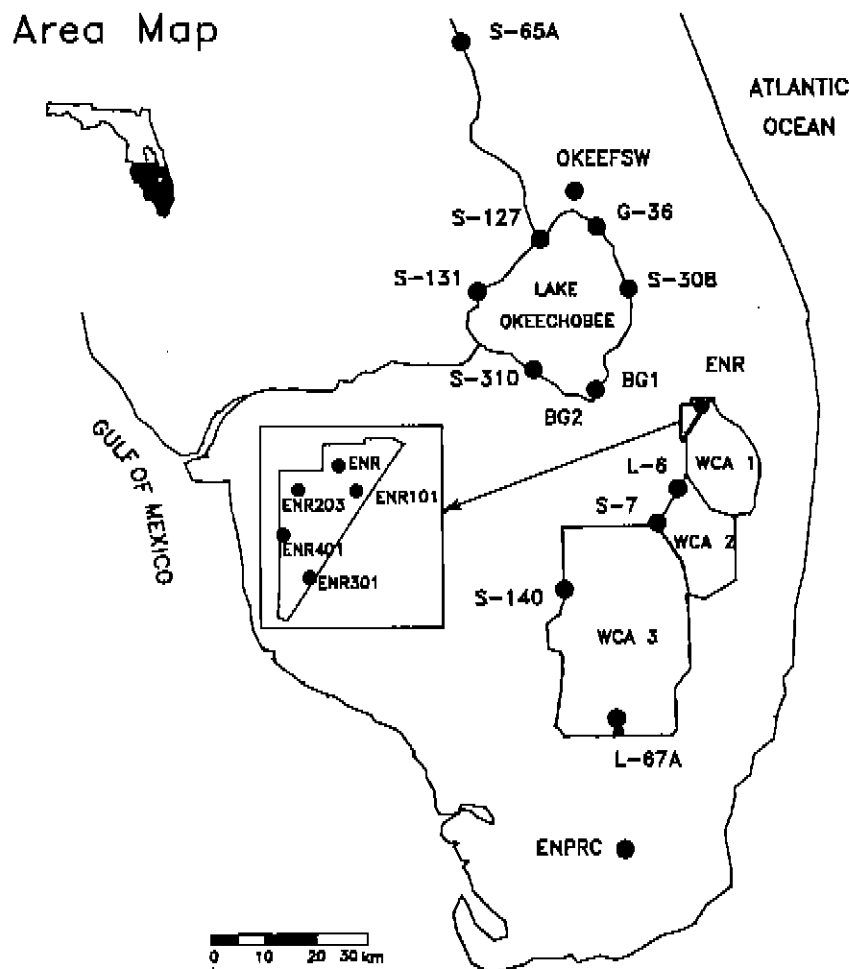 Area Map
S-65A
ATLANTIC
OCEAN
OKEEFSW
S-127
G-36
S-131
LAKE
OKEECHOBEE
S-308
S-310
BG1
BG2
ENR
GULF OF MEXICO
L-6
WCA 1
S-7
WCA 2
ENR
ENR203
ENR101
ENR401
ENR301
S-140
WCA 3
L-67A
ENPRC
0 10 20 30 km